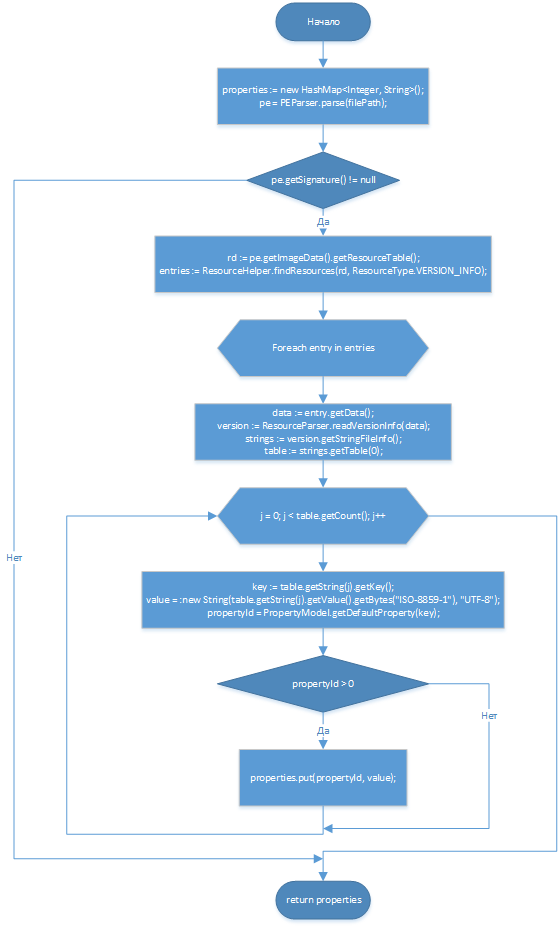 Начало
properties := new HashMap<Integer, String>();
pe = PEParser.parse(filePath);
pe.getSignature() != null
Да
rd := pe.getImageData().getResourceTable();
entries := ResourceHelper.findResources(rd, ResourceType.VERSION_INFO);
Foreach entry in entries
data := entry.getData();
version := ResourceParser.readVersionInfo(data);
strings := version.getStringFileInfo();
table := strings.getTable(0);
j = 0; j < table.getCount(); j++
Нет
key := table.getString(j).getKey();
value = :new String(table.getString(j).getValue().getBytes("ISO-8859-1"), "UTF-8");
propertyId = PropertyModel.getDefaultProperty(key);
propertyId > 0
Нет
Да
properties.put(propertyId, value);
return properties